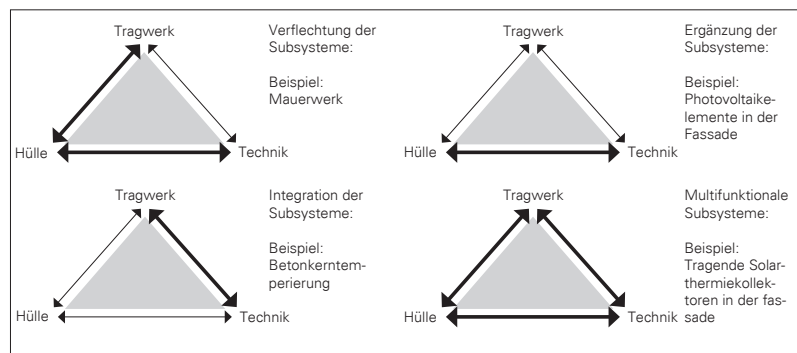 Tragwerk
Hülle
Technik
Verflechtung der
Subsysteme:
Beispiel:
Mauerwerk
Tragwerk
Hülle
Technik
Ergänzung der
Subsysteme:
Beispiel:
Photovoltaike-
lemente in der
Fassade
Tragwerk
Hülle
Technik
Integration der
Subsysteme:
Beispiel:
Betonkerntem-
perierung
Tragwerk
Hülle
Technik
Multifunktionale
Subsysteme:
Beispiel:
Tragende Solar-
thermiekollek-
toren in der fas-
sade